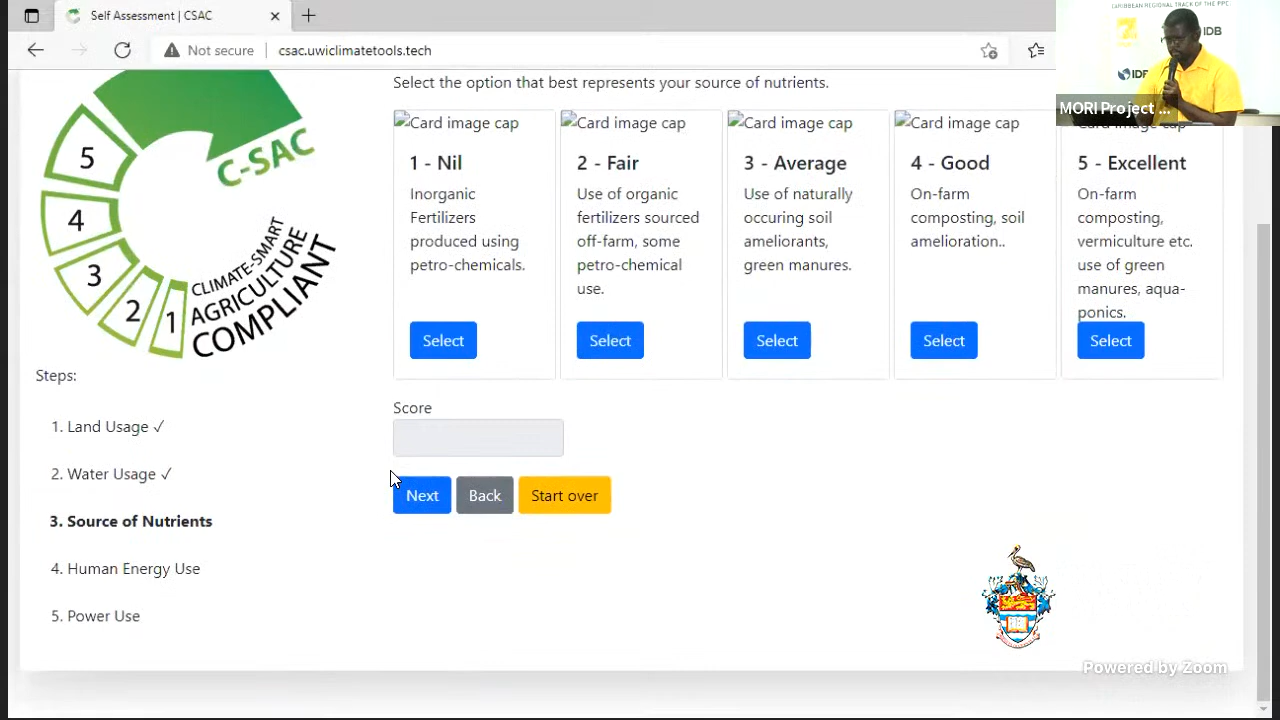 Self Assessment | CSAC
Not secure
csac.uwiclimatetools.tech
CARIBBEAN REGIONAL TRACK OF THE PPC
IDB
MORI Project ...
Select the option that best represents your source of nutrients.
Card image cap
1 - Nil
Inorganic
Fertilizers
produced using
petro-chemicals.
Select
Card image cap
2 - Fair
Use of organic
fertilizers sourced
off-farm, some
petro-chemical
use.
Select
Card image cap
3 - Average
Use of naturally
occuring soil
ameliorants,
green manures.
Select
Card image cap
4 - Good
On-farm
composting, soil
amelioration..
Select
Card image cap
5 - Excellent
On-farm
composting,
vermiculture etc.
use of green
manures, aqua-
ponics.
Select
C-SAC
5
4
3
2
1
CLIMATE-SMART
AGRICULTURE
COMPLIANT
Steps:
1. Land Usage ✓
2. Water Usage ✓
3. Source of Nutrients
4. Human Energy Use
5. Power Use
Score
Next
Back
Start over
Powered by Zoom